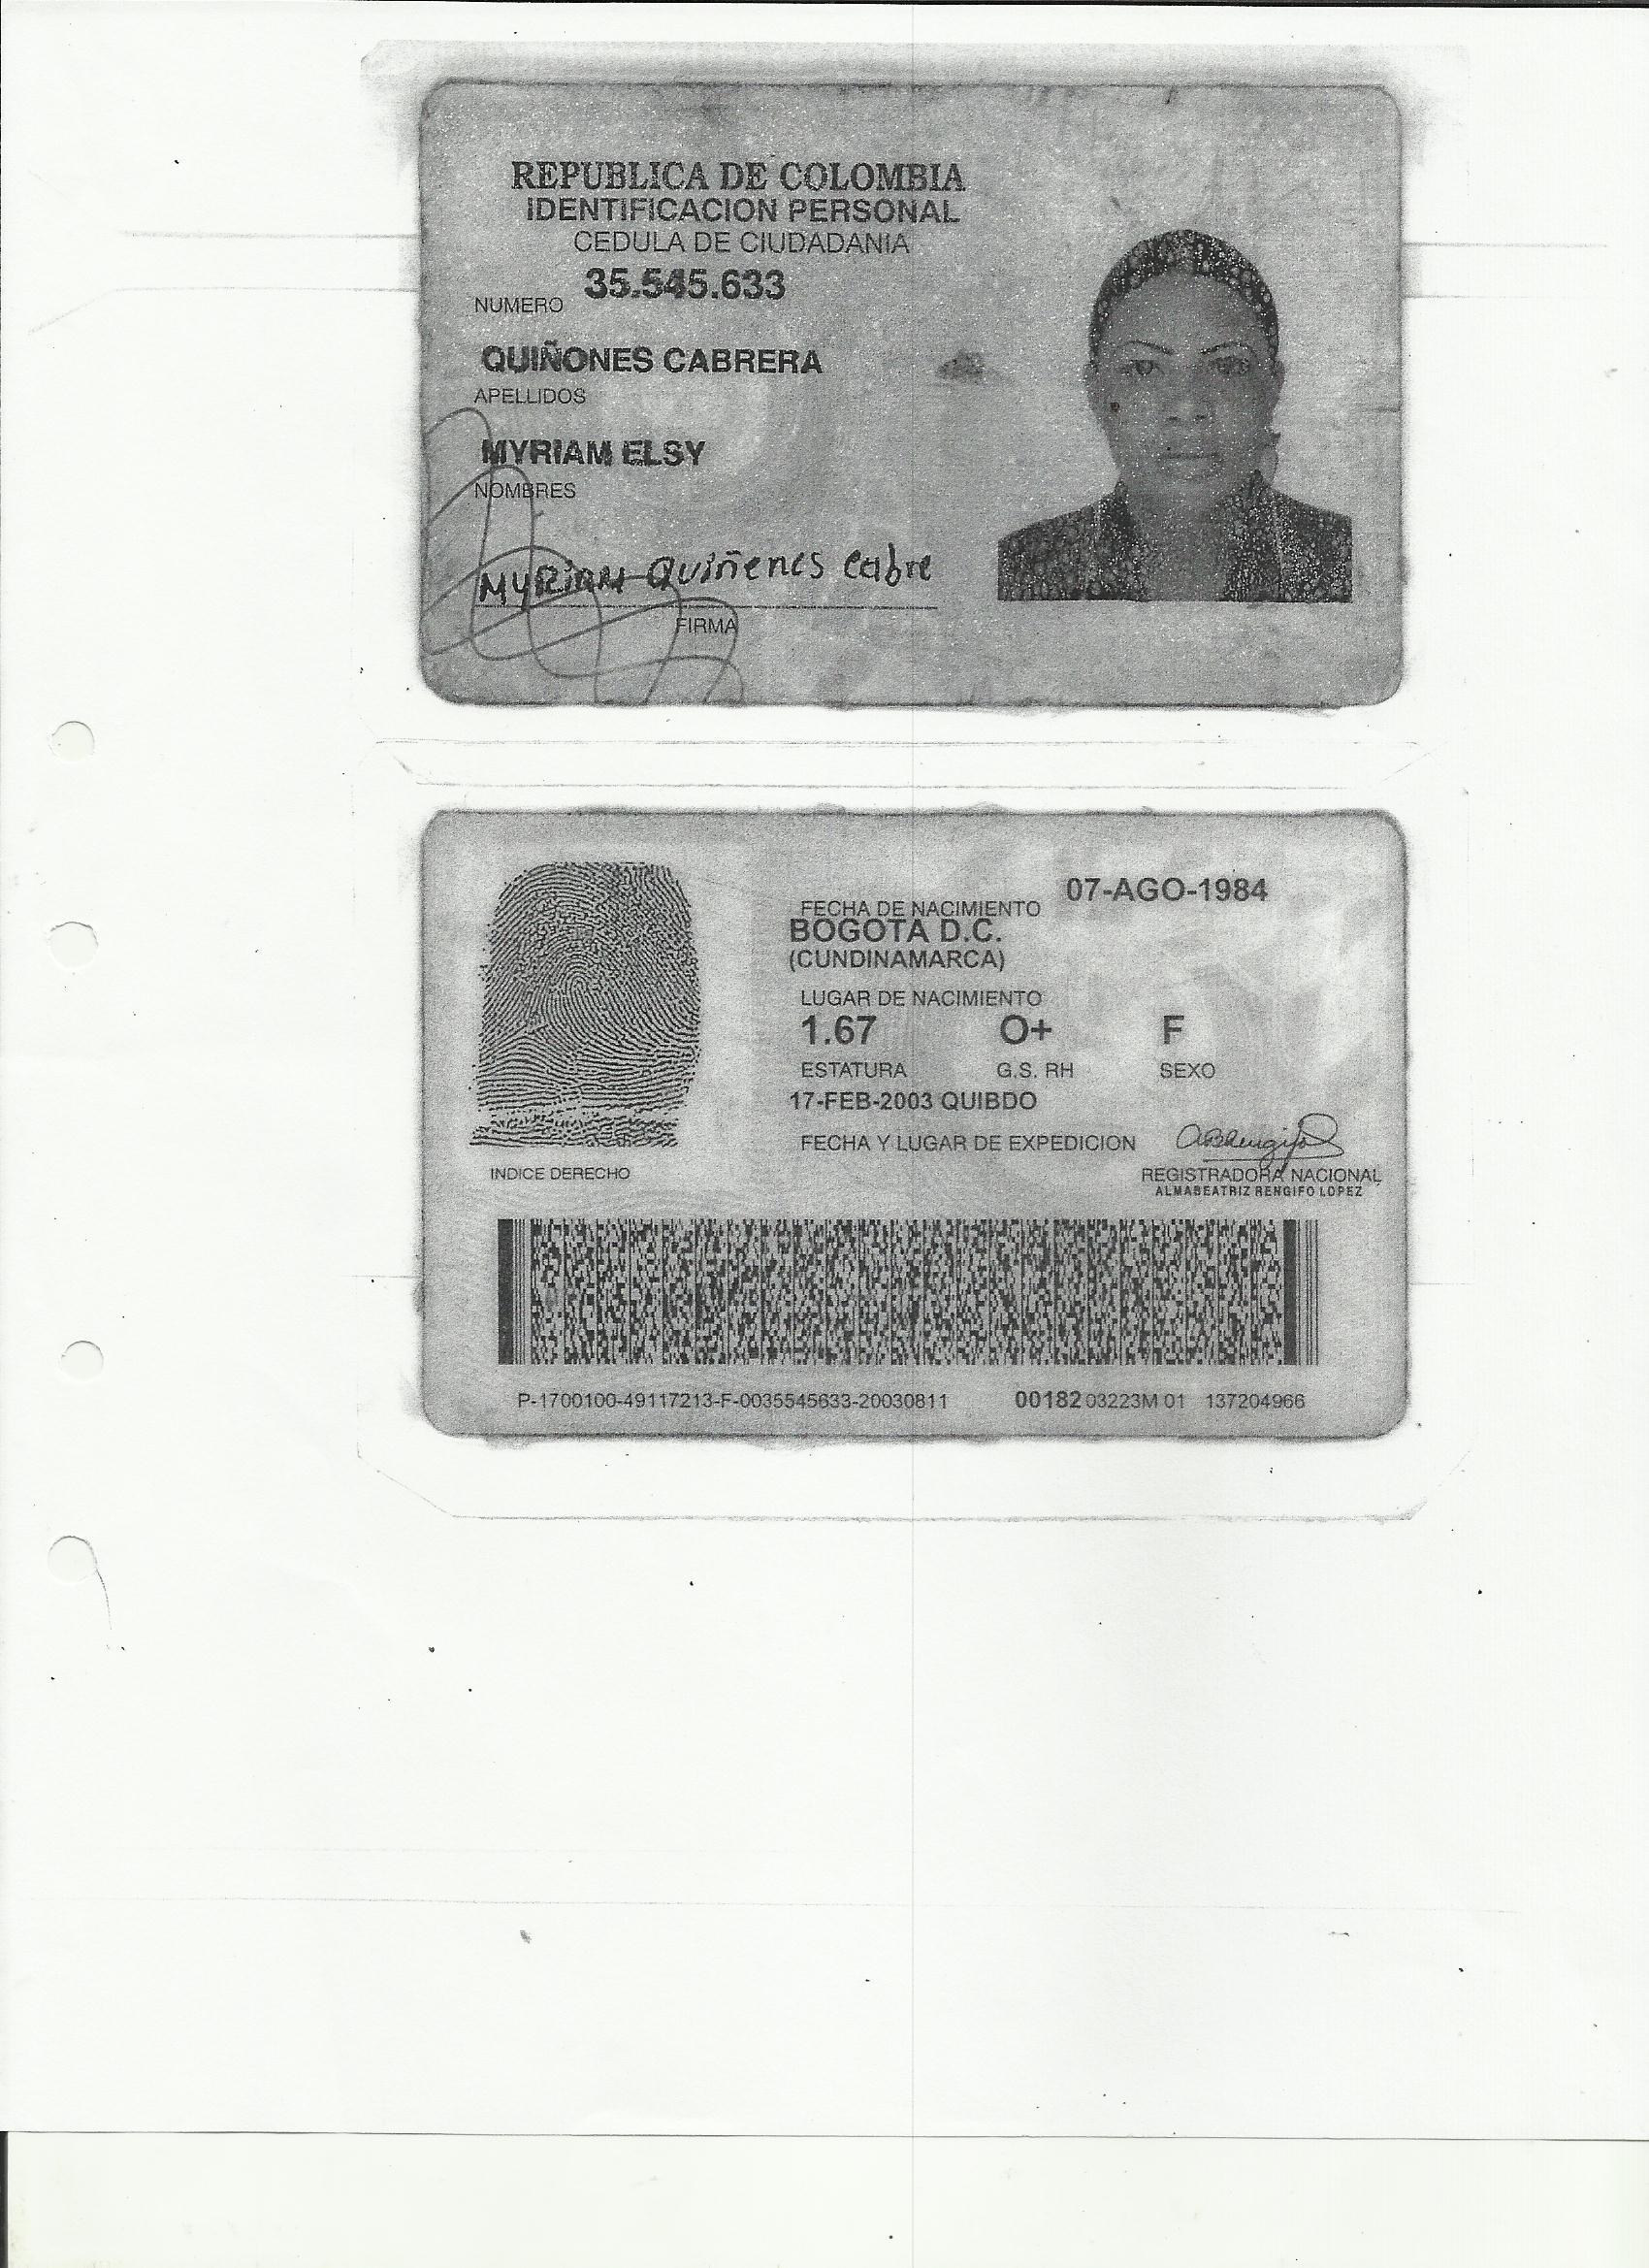 REPUBLICA DE COLOMBIA
IDENTIFICACION PERSONAL
CEDULA DE CIUDADANIA
35.545.633
NUMERO
QUIÑONES CABRERA
APELLIDOS
MYRIAM ELSY
NOMBRES
MYRIAM Quiñenes Cabre
FIRMA
07-AGO-1984
FECHA DE NACIMIENTO
BOGOTA D.C.
(CUNDINAMARCA)
LUGAR DE NACIMIENTO
1.67 O+ F
ESTATURA G.S. RH SEXO
17-FEB-2003 QUIBDO
FECHA Y LUGAR DE EXPEDICION
INDICE DERECHO
REGISTRADORA NACIONAL
ALMABEATRIZ RENGIFO LOPEZ
P-1700100-49117213-F-0035545633-20030811 00182 03223M 01 137204966